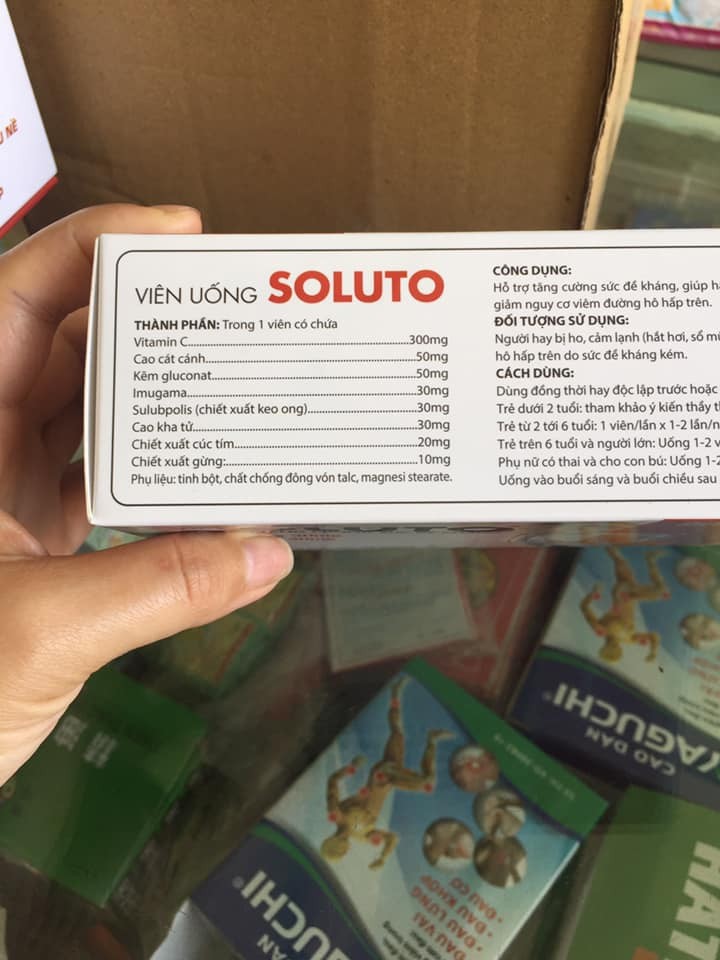 VIÊN UỐNG SOLUTO
THÀNH PHẦN: Trong 1 viên có chứa
Vitamin C....300mg
Cao cát cánh....50mg
Kẽm gluconat....50mg
Imugama....30mg
Sulubpolis (chiết xuất keo ong)....30mg
Cao kha tử....30mg
Chiết xuất cúc tím....20mg
Chiết xuất gừng:....10mg
Phụ liệu: tinh bột, chất chống đông vón talc, magnesi stearate.
CÔNG DỤNG:
Hỗ trợ tăng cường sức đề kháng, giúp
giảm nguy cơ viêm đường hô hấp trên.
ĐỐI TƯỢNG SỬ DỤNG:
Người hay bị ho, cảm lạnh (hắt hơi, sổ
hô hấp trên do sức đề kháng kém.
CÁCH DÙNG:
Dùng đồng thời hay độc lập trước hoặc
Trẻ dưới 2 tuổi: tham khảo ý kiến thầy
Trẻ từ 2 tới 6 tuổi: 1 viên/lần x 1-2
Trẻ trên 6 tuổi và người lớn: Uống 1-2
Phụ nữ có thai và cho con bú: Uống 1-2
Uống vào buổi sáng và buổi chiều sau
YAGUCHI®
CAO DÁN
GUCHI®
ĐAU VAI
ĐAU LƯNG
ĐAU KHỚP
ĐAU CƠ